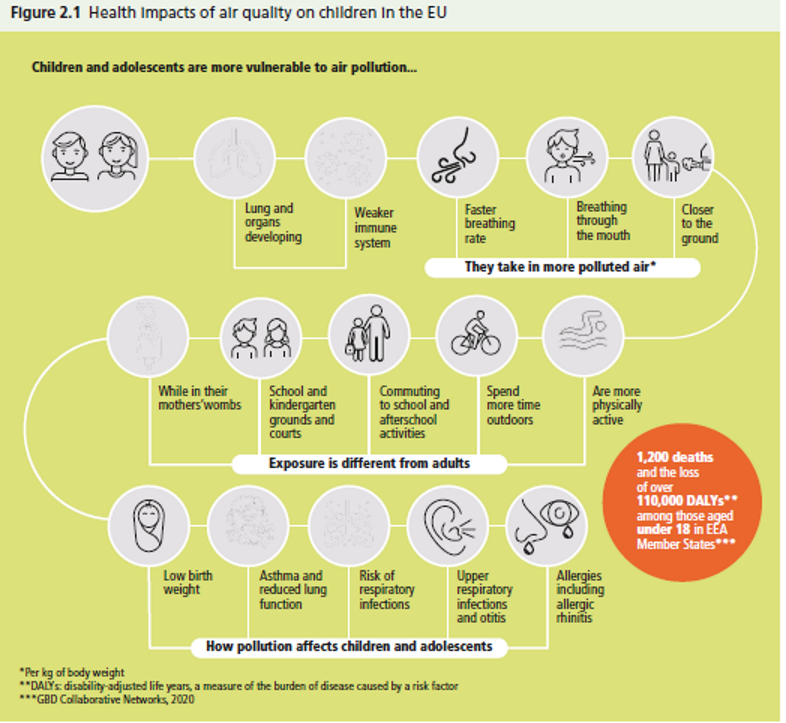 Figure 2.1 Health impacts of air quality on children in the EU
Children and adolescents are more vulnerable to air pollution...
Lung and
organs
developing
Weaker
immune
system
Faster
breathing
rate
Breathing
through
the mouth
Closer
to the
ground
They take in more polluted air*
While in their
mothers'wombs
School and
kindergarten
grounds and
courts
Commuting
to school and
afterschool
activities
Spend
more time
outdoors
Are more
physically
active
Exposure is different from adults
1,200 deaths
and the loss
of over
110,000 DALYs**
among those aged
under 18 in EEA
Member States***
Low birth
weight
Asthma and
reduced lung
function
Risk of
respiratory
infections
Upper
respiratory
infections
and otitis
Allergies
including
allergic
rhinitis
How pollution affects children and adolescents
*Per kg of body weight
**DALYs: disability-adjusted life years, a measure of the burden of disease caused by a risk factor
***GBD Collaborative Networks, 2020